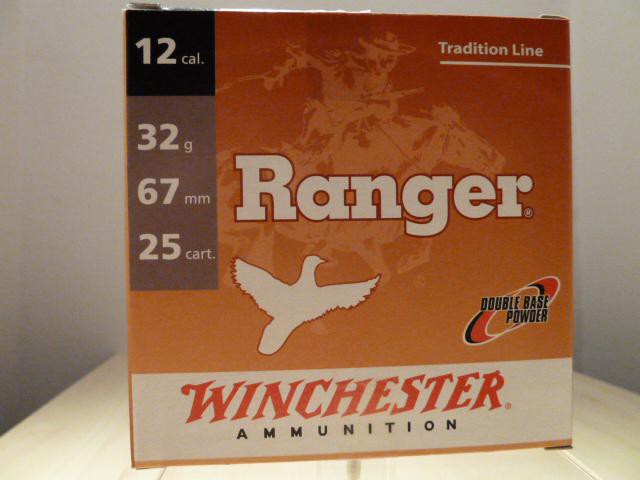 12 cal.
Tradition Line
32 g
67 mm
25 cart.
Ranger®
DOUBLE BASE
POWDER
WINCHESTER®
AMMUNITION